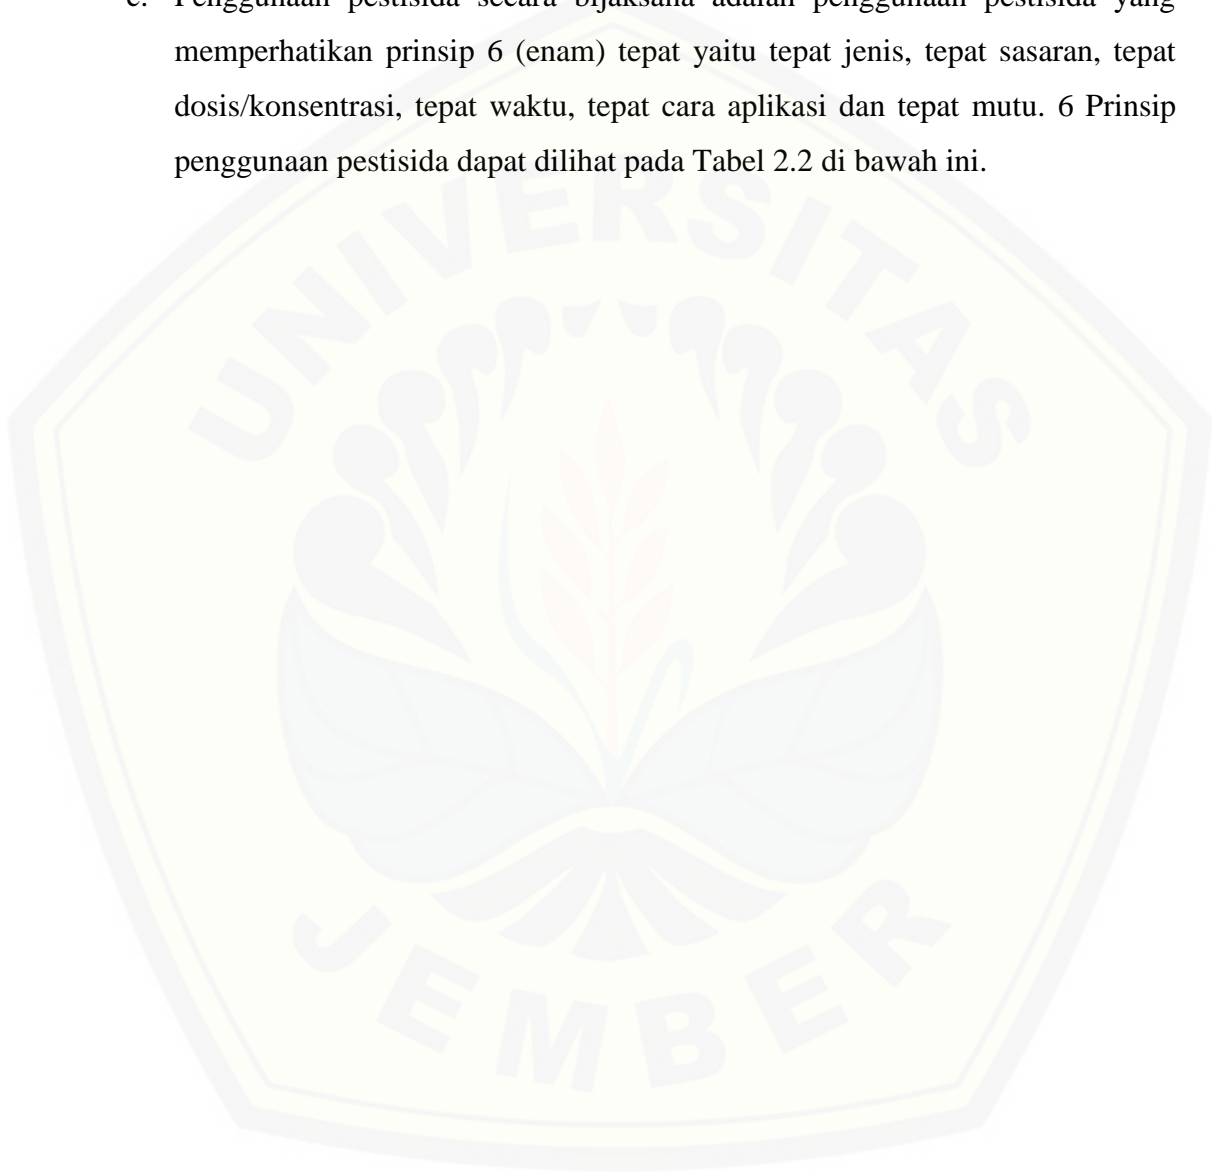 Penggunaan pestisida secara bijaksana adalah penggunaan pestisida yang
memperhatikan prinsip 6 (enam) tepat yaitu tepat jenis, tepat sasaran, tepat
dosis/konsentrasi, tepat waktu, tepat cara aplikasi dan tepat mutu. 6 Prinsip
penggunaan pestisida dapat dilihat pada Tabel 2.2 di bawah ini.
UNIVERSITAS
JEMBER